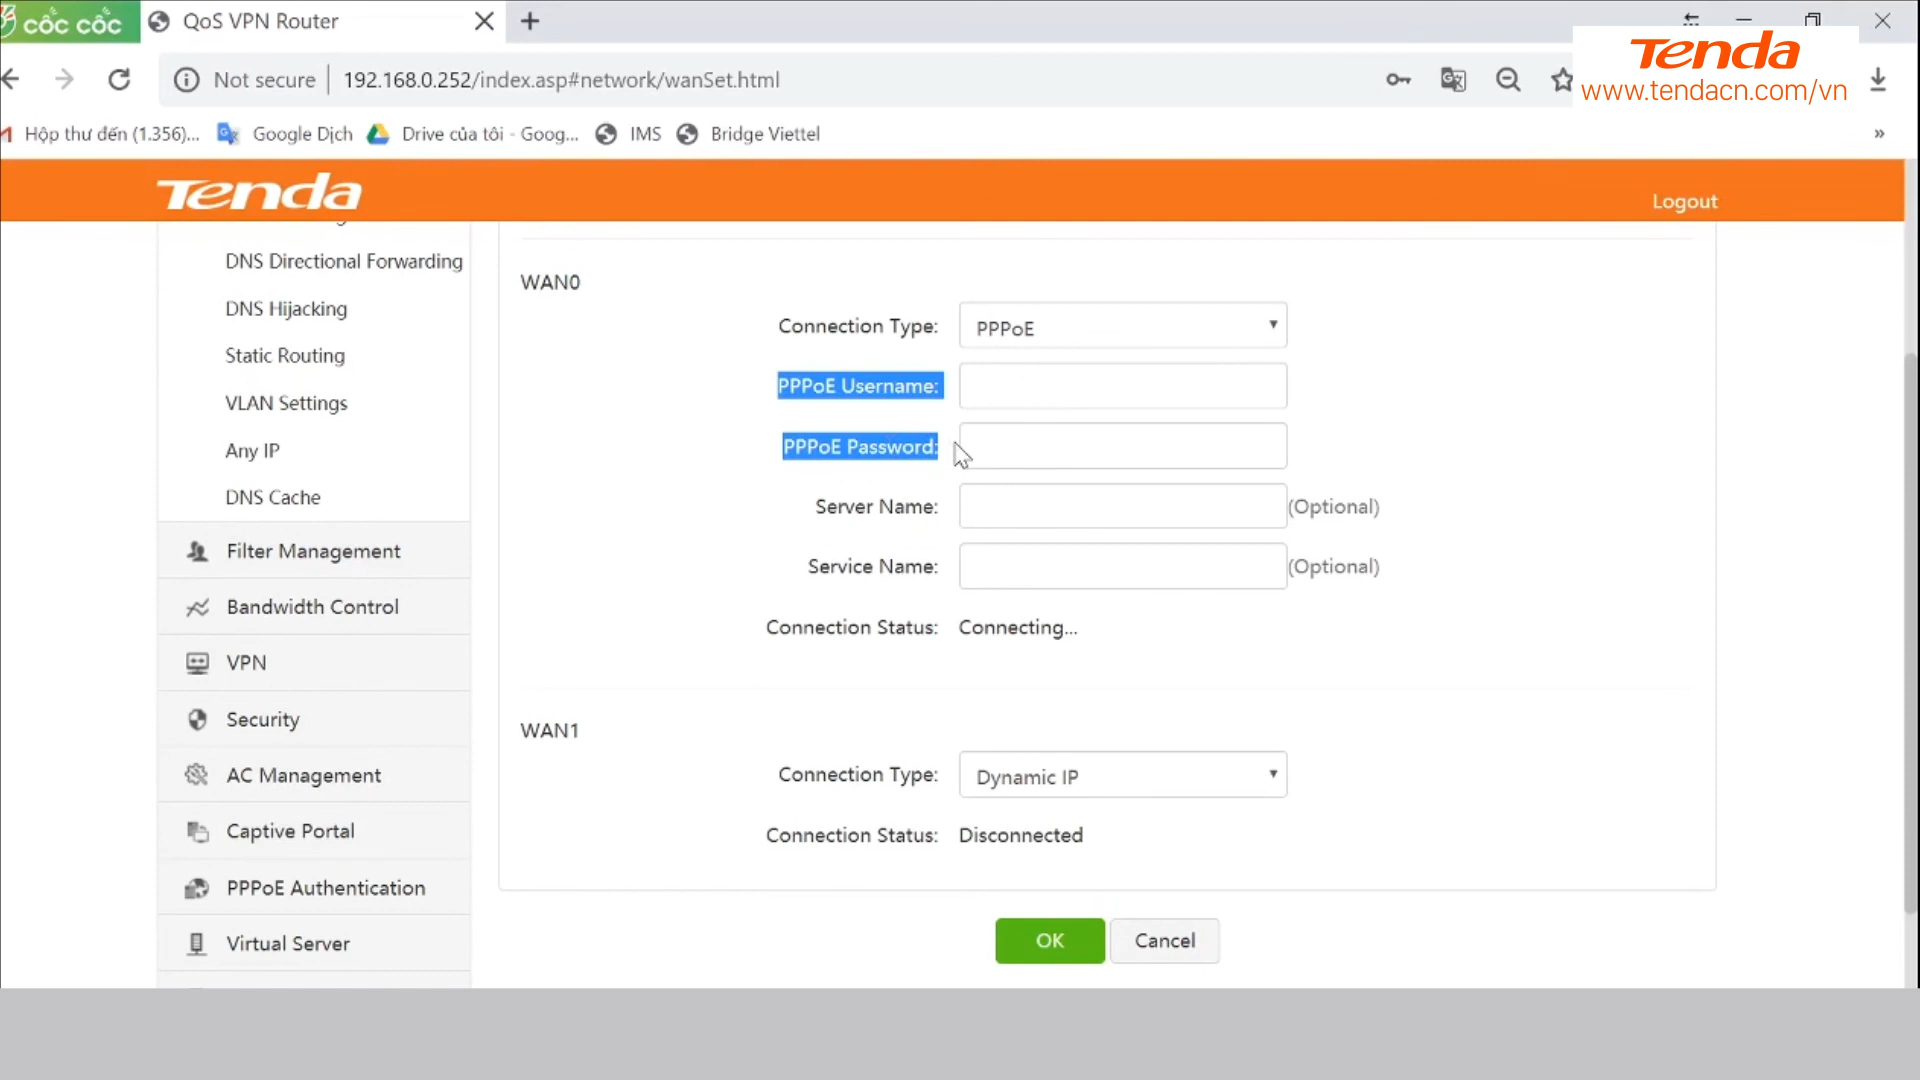 cốc cốc
QoS VPN Router
Tenda
www.tendacn.com/vn
Not secure
192.168.0.252/index.asp#network/wanSet.html
Hộp thư đến (1.356)...
Google Dịch
Drive của tôi - Goog...
IMS
Bridge Viettel
»
Tenda
Logout
DNS Directional Forwarding
DNS Hijacking
Static Routing
VLAN Settings
Any IP
DNS Cache
Filter Management
Bandwidth Control
VPN
Security
AC Management
Captive Portal
PPPoE Authentication
Virtual Server
WAN0
Connection Type: PPPoE
PPPoE Username:
PPPoE Password:
Server Name: (Optional)
Service Name: (Optional)
Connection Status: Connecting...
WAN1
Connection Type: Dynamic IP
Connection Status: Disconnected
OK Cancel